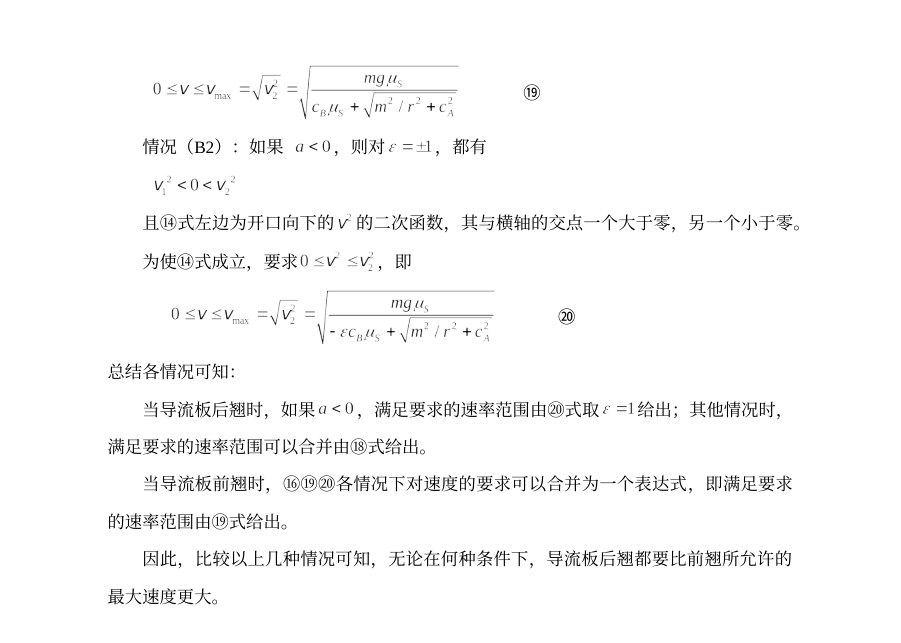 0 ≤ v ≤ v_max = √(v_2^2) = √(mgμ_S / (c_B μ_S + √(m^2 / r^2 + c_A^2))) ⑲
情况（B2）：如果 a < 0，则对 ε = ±1，都有
v_1^2 < 0 < v_2^2
且⑭式左边为开口向下的 v^2 的二次函数，其与横轴的交点一个大于零，另一个小于零。
为使⑭式成立，要求 0 ≤ v^2 ≤ v_2^2，即
0 ≤ v ≤ v_max = √(v_2^2) = √(mgμ_S / (- εc_B μ_S + √(m^2 / r^2 + c_A^2))) ⑳
总结各情况可知：
当导流板后翘时，如果 a < 0，满足要求的速率范围由⑳式取 ε = 1 给出；其他情况时，
满足要求的速率范围可以合并由⑱式给出。
当导流板前翘时，⑯⑲⑳各情况下对速度的要求可以合并为一个表达式，即满足要求
的速率范围由⑲式给出。
因此，比较以上几种情况可知，无论在何种条件下，导流板后翘都要比前翘所允许的
最大速度更大。